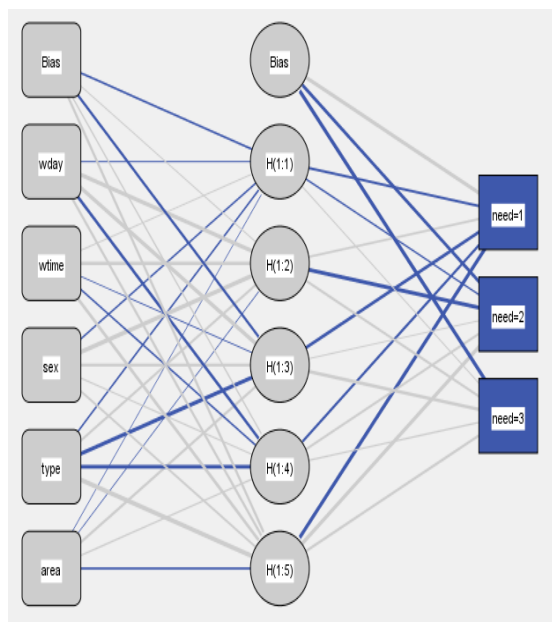 Bias
wday
wtime
sex
type
area
Bias
H(1:1)
H(1:2)
H(1:3)
H(1:4)
H(1:5)
need=1
need=2
need=3